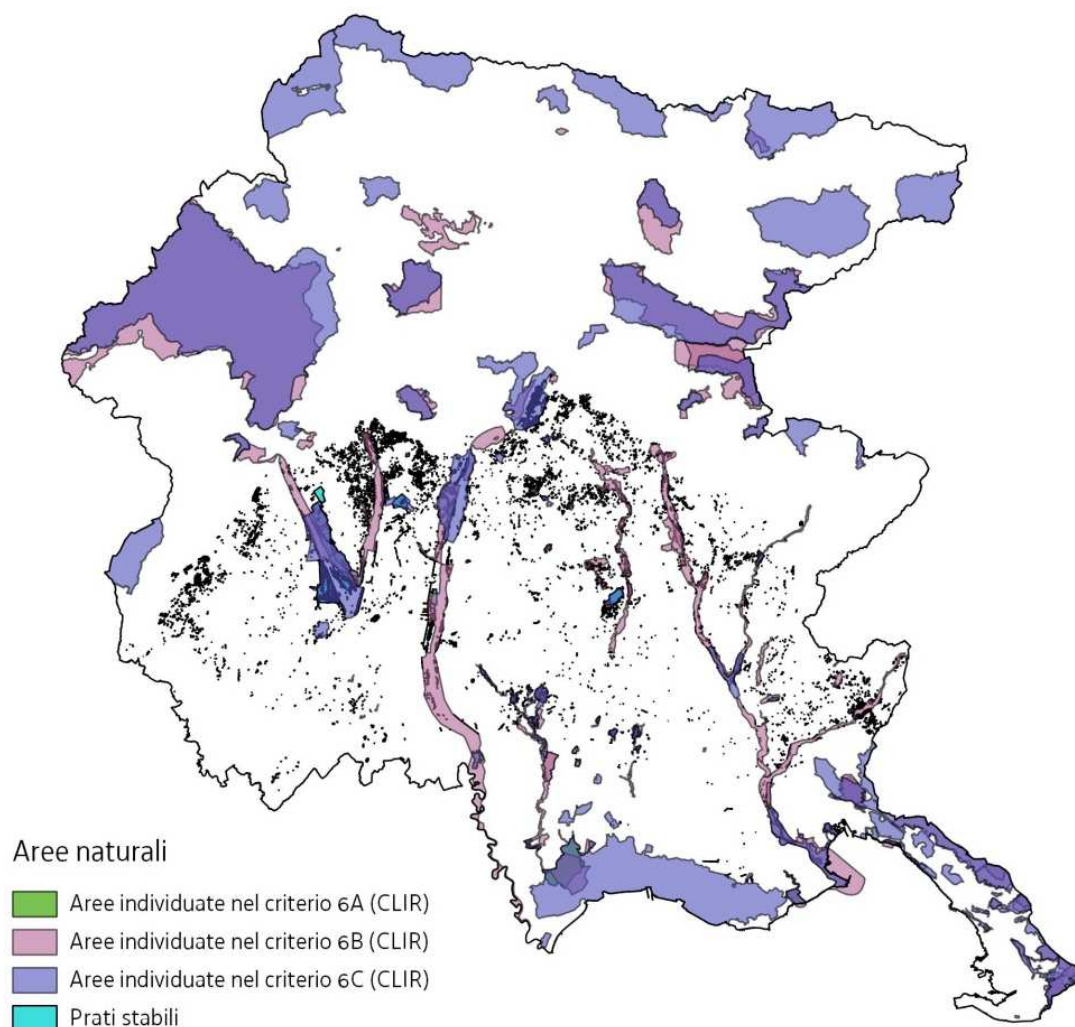 Aree naturali
Aree individuate nel criterio 6A (CLIR)
Aree individuate nel criterio 6B (CLIR)
Aree individuate nel criterio 6C (CLIR)
Prati stabili